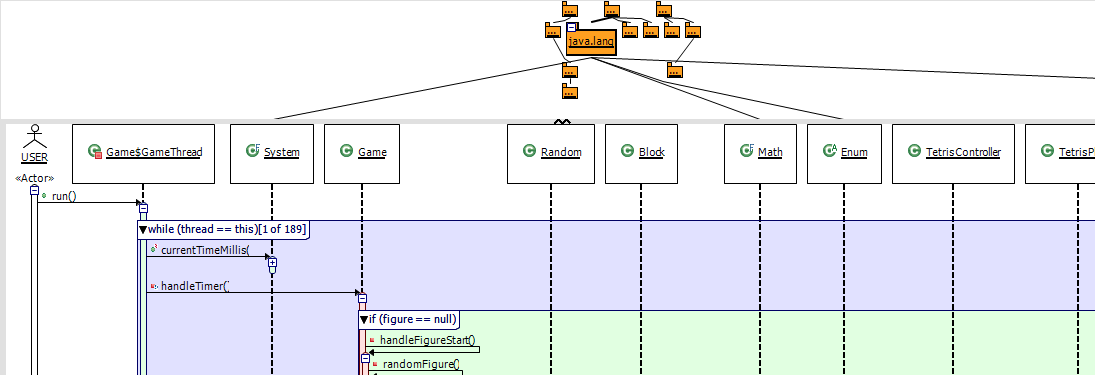 java.lang
USER
«Actor»
Game$GameThread
System
Game
Random
Block
Math
Enum
TetrisController
run()
while (thread == this)[1 of 189]
currentTimeMillis(
handleTimer()
if (figure == null)
handleFigureStart()
randomFigure()